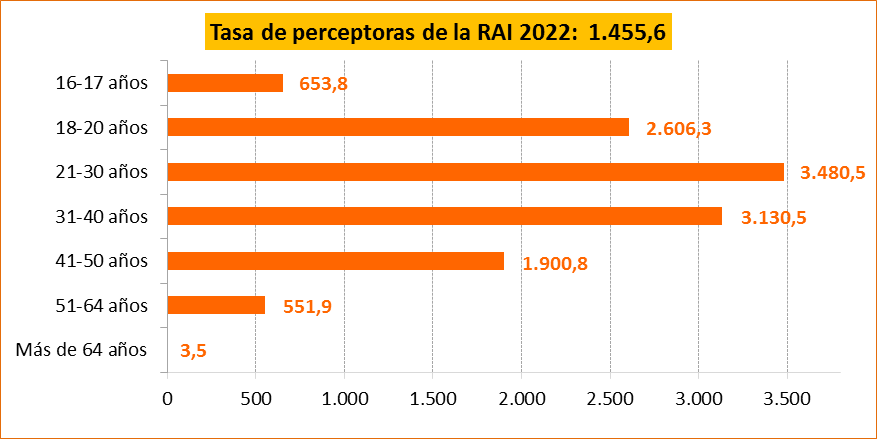 Tasa de perceptoras de la RAI 2022: 1.455,6
16-17 años 653,8
18-20 años 2.606,3
21-30 años 3.480,5
31-40 años 3.130,5
41-50 años 1.900,8
51-64 años 551,9
Más de 64 años 3,5
0 500 1.000 1.500 2.000 2.500 3.000 3.500